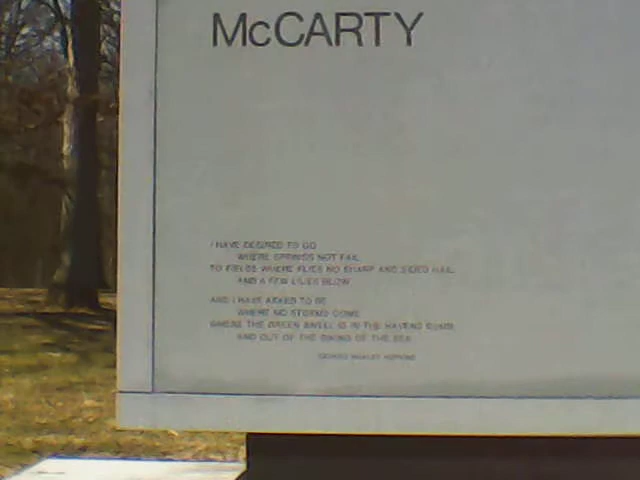 McCARTY
I HAVE DESIRED TO GO
WHERE SPRINGS NOT FAIL
TO FIELDS WHERE FLIES NO SHARP AND SIDED HAIL
AND A FEW LILIES BLOW
AND I HAVE ASKED TO BE
WHERE NO STORMS COME
WHERE THE GREEN SWELL IS IN THE HAVENS DUMB
AND OUT OF THE SWING OF THE SEA
GERARD MANLEY HOPKINS